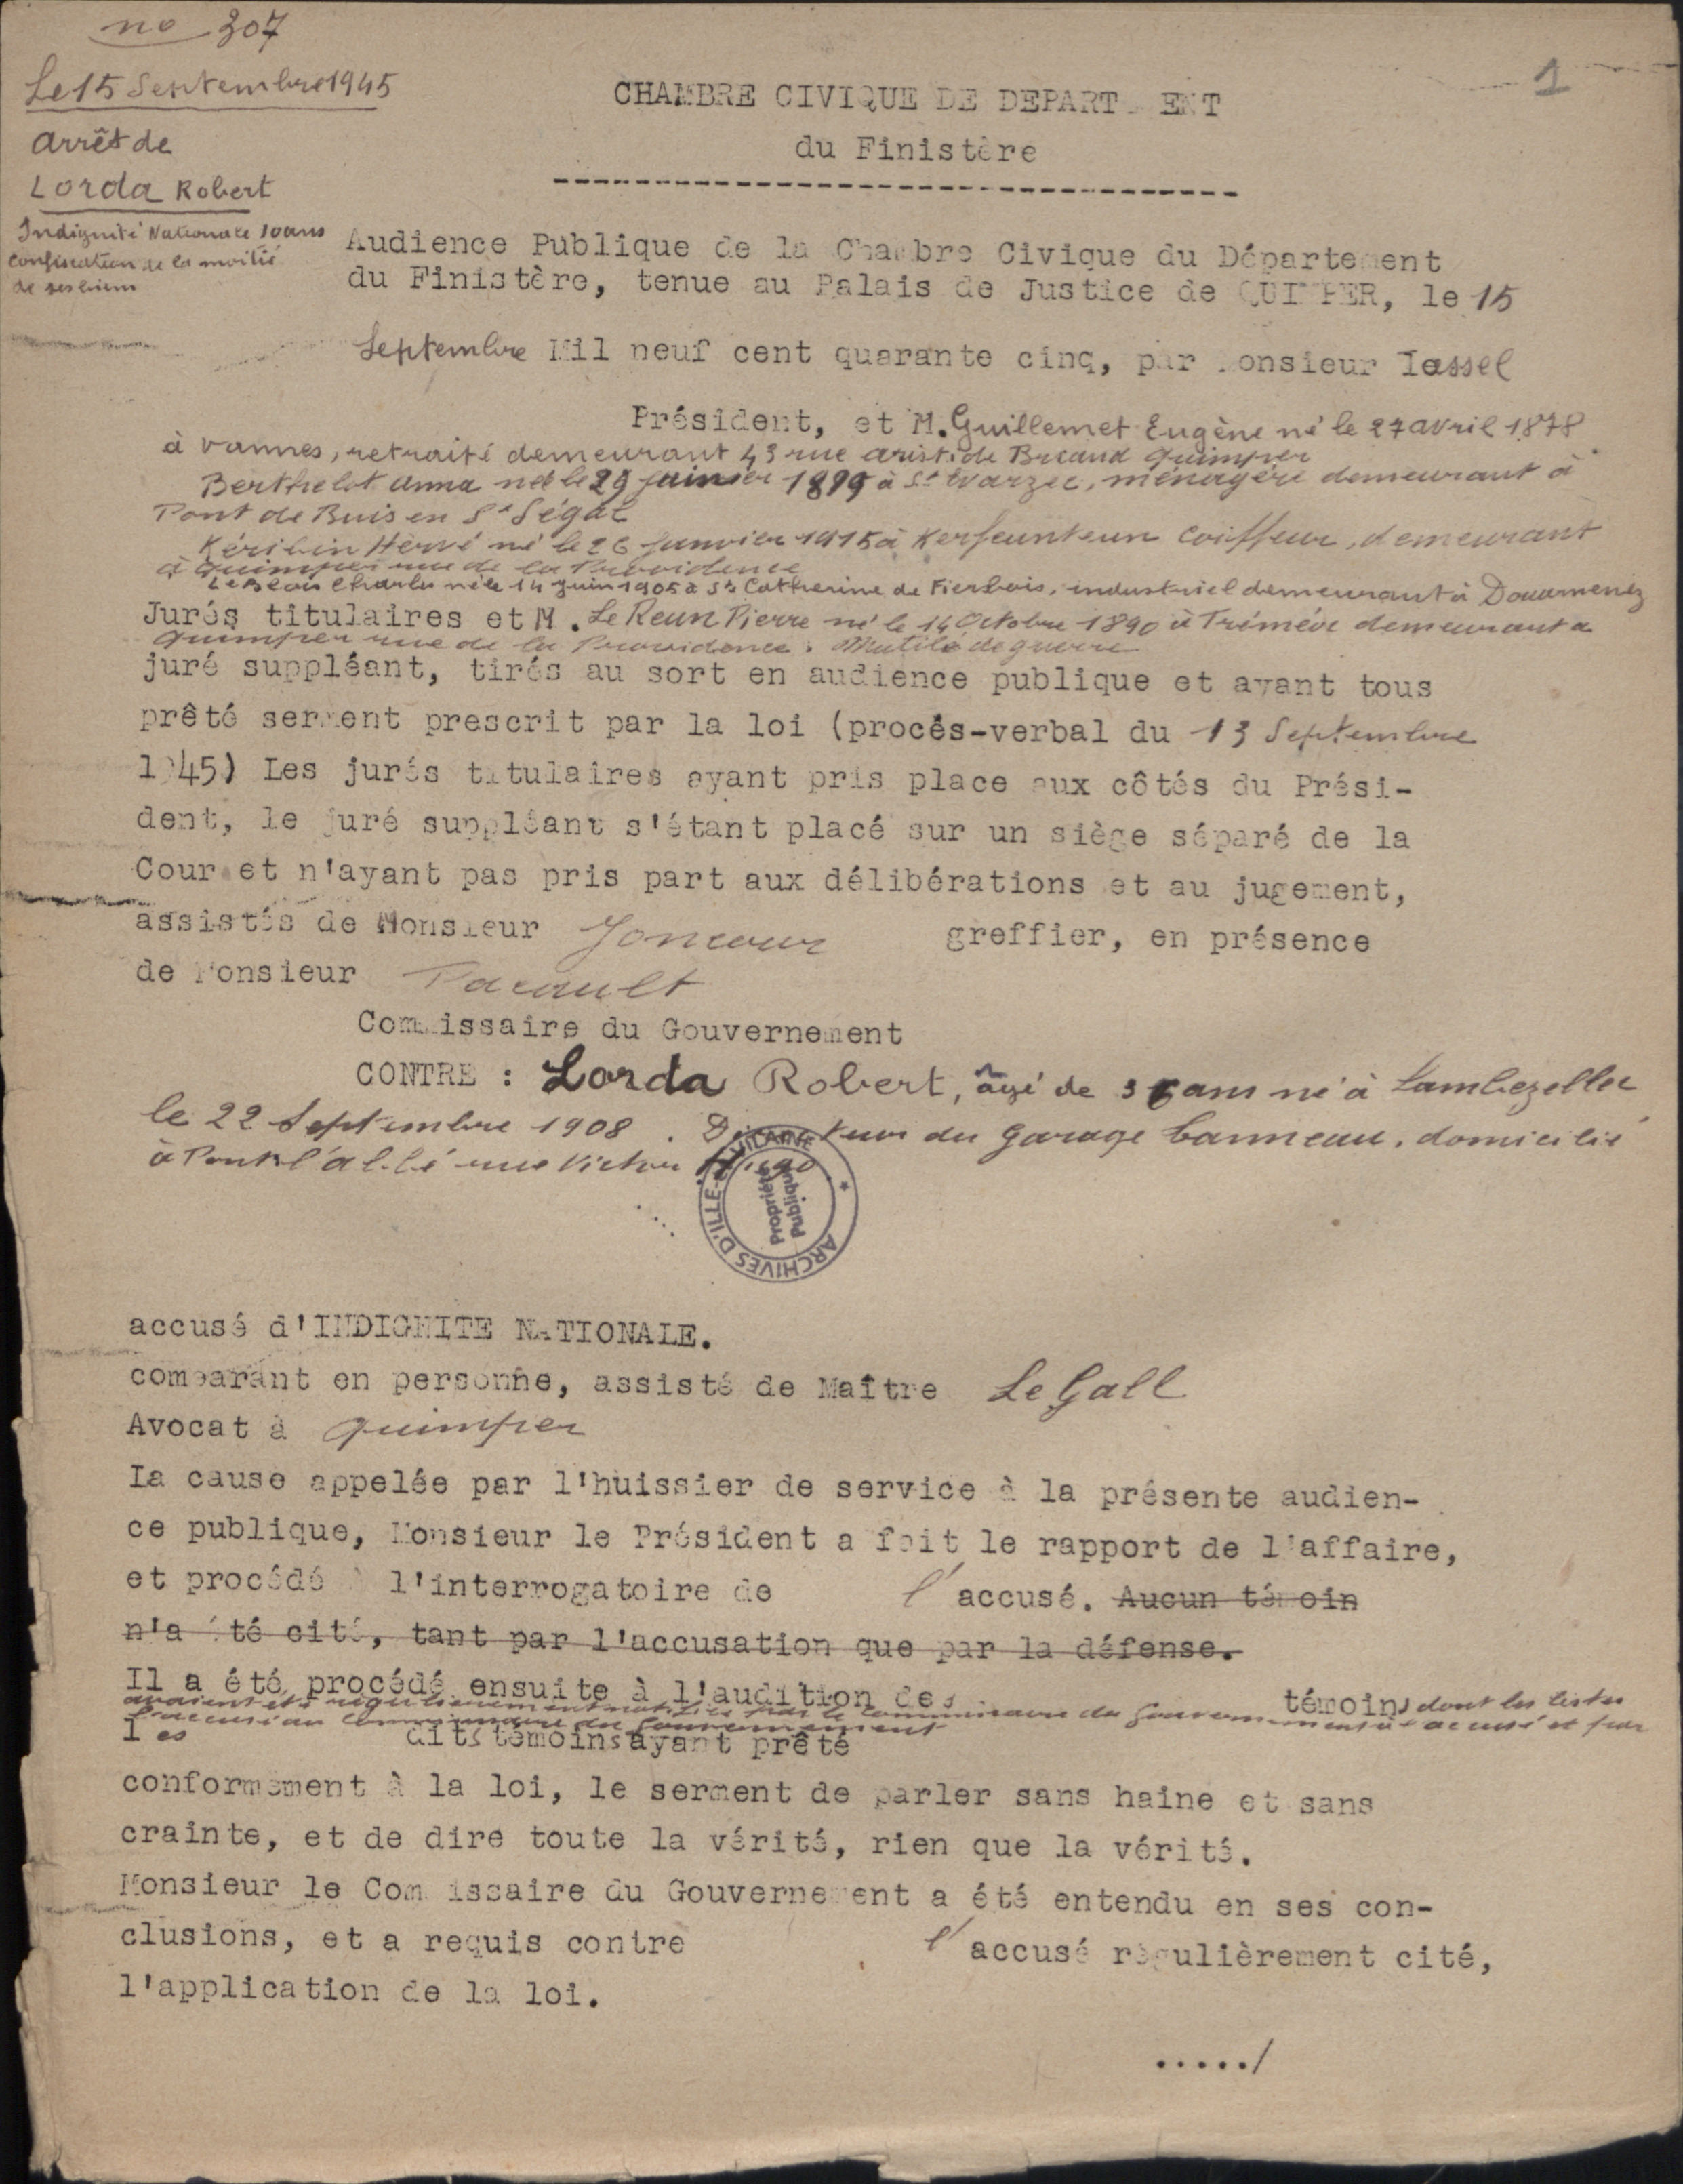 no 307
1
Le 15 Septembre 1945
Arrêt de
Lorda Robert
Indignité Nationale 10 ans
Confiscation de la moitié
de ses biens
CHAMBRE CIVIQUE DE DEPART ENT
du Finistère
Audience Publique de la Chambre Civique du Département
du Finistère, tenue au Palais de Justice de QUIMPER, le 15
Septembre Mil neuf cent quarante cinq, par Monsieur Tassel
Président, et M. Guillemet Eugène né le 27 avril 1878
à Vannes, retraité demeurant 43 rue Aristide Briand Quimper
Berthelot Anna née le 29 1899 à St , ménagère demeurant à
Pont de Buis en St Ségal
Kéribin Hervé né le 26 Janvier 1915 à Kerfeunteun Coiffeur, demeurant
à Quimper rue de la Providence
Charles né le 14 Juin 1905 à Ste Catherine de Fierbois, industriel demeurant à Douarnenez
Jurés titulaires et M. Le Reun Pierre né le 14 Octobre 1890 à Tréméoc demeurant à
Quimper rue de la Providence. Mutilé de guerre
juré suppléant, tirés au sort en audience publique et ayant tous
prêté serment prescrit par la loi (procés-verbal du 13 Septembre
1945) Les jurés titulaires ayant pris place aux côtés du Prési-
dent, le juré suppléant s'étant placé sur un siège séparé de la
Cour et n'ayant pas pris part aux délibérations et au jugement,
assistés de Monsieur Joncour greffier, en présence
de Monsieur Pacault
Commissaire du Gouvernement
CONTRE : Lorda Robert, âgé de 36 ans né à Lambezellec
le 22 Septembre 1908. du Garage Canneau. domicilié
à Pont l'abbé rue Victor Hugo
ARCHIVES D'ILLE-ET-VILAINE
Propriété
Publique
accusé d'INDIGNITE NATIONALE.
comparant en personne, assisté de Maître Le Gall
Avocat à Quimper
La cause appelée par l'huissier de service à la présente audien-
ce publique, Monsieur le Président a fait le rapport de l'affaire,
et procédé à l'interrogatoire de l'accusé. Aucun témoin
n'a été cité, tant par l'accusation que par la défense.
Il a été procédé ensuite à l'audition des témoins dont les listes
avaient été régulièrement notifiées par le Commissaire du Gouvernement à l'accusé et par
l'accusé au Commissaire du Gouvernement
les dits témoins ayant prêté
conformément à la loi, le serment de parler sans haine et sans
crainte, et de dire toute la vérité, rien que la vérité.
Monsieur le Commissaire du Gouvernement a été entendu en ses con-
clusions, et a requis contre l'accusé régulièrement cité,
l'application de la loi.
...../